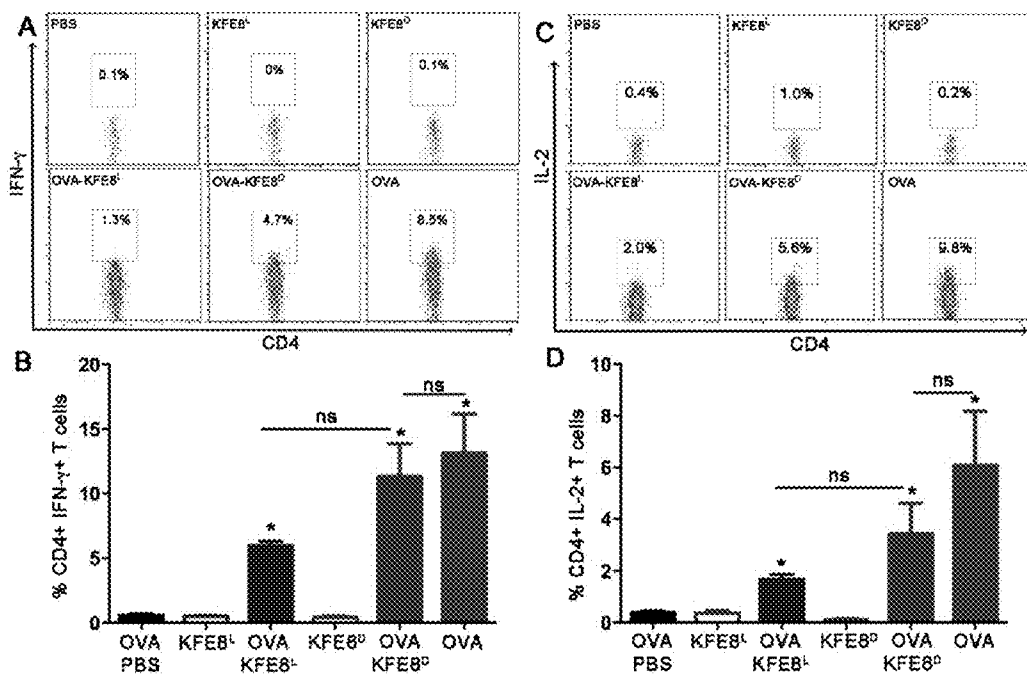 A
IFN-γ
PBS
KFE8ᴸ
KFE8ᴰ
0.1%
0%
0.1%
OVA-KFE8ᴸ
OVA-KFE8ᴰ
OVA
1.3%
4.7%
8.5%
CD4
C
IL-2
PBS
KFE8ᴸ
KFE8ᴰ
0.4%
1.0%
0.2%
OVA-KFE8ᴸ
OVA-KFE8ᴰ
OVA
2.0%
5.6%
9.8%
CD4
B
% CD4+ IFN-γ+ T cells
20
15
10
5
0
ns
ns
* * *
OVA KFE8ᴸ OVA KFE8ᴰ OVA OVA
PBS KFE8ᴸ KFE8ᴰ
D
% CD4+ IL-2+ T cells
10
8
6
4
2
0
ns
ns
* * *
OVA KFE8ᴸ OVA KFE8ᴰ OVA OVA
PBS KFE8ᴸ KFE8ᴰ